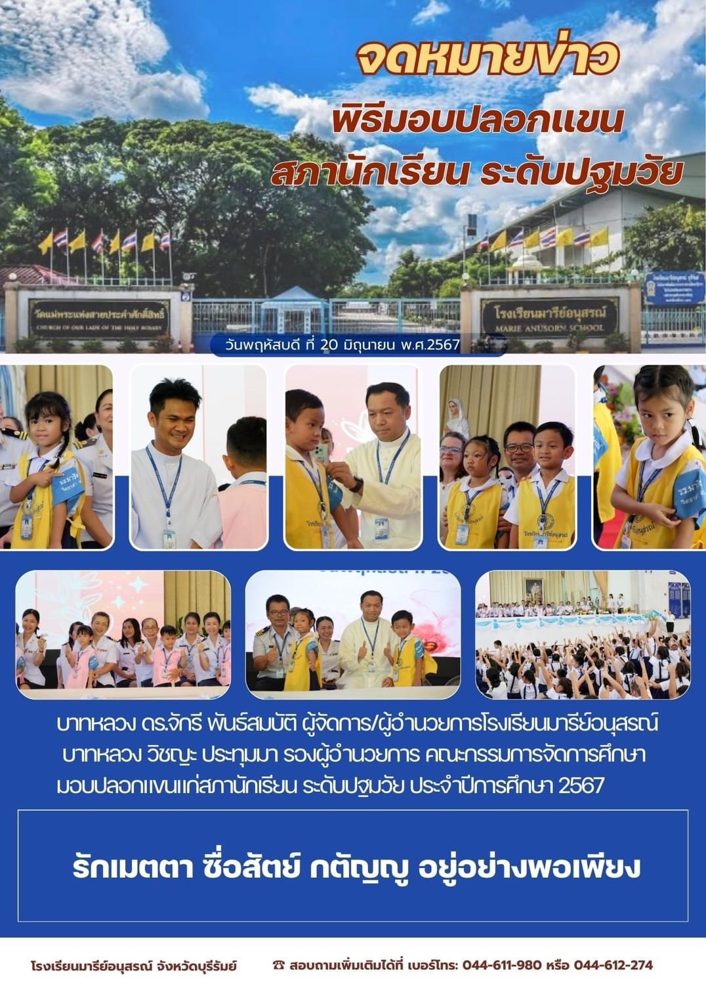 จดหมายข่าว
พิธีมอบปลอกแขน
สภานักเรียน ระดับปฐมวัย
วัดแม่พระแห่งสายประคำศักดิ์สิทธิ์
CHURCH OF OUR LADY OF THE HOLY ROSARY
โรงเรียนมารีย์อนุสรณ์
MARIE ANUSORN SCHOOL
วันพฤหัสบดี ที่ 20 มิถุนายน พ.ศ.2567
บาทหลวง ดร.จักรี พันธ์สมบัติ ผู้จัดการ/ผู้อำนวยการโรงเรียนมารีย์อนุสรณ์
บาทหลวง วิชญะ ประทุมมา รองผู้อำนวยการ คณะกรรมการจัดการศึกษา
มอบปลอกแขนแก่สภานักเรียน ระดับปฐมวัย ประจำปีการศึกษา 2567
รักเมตตา ซื่อสัตย์ กตัญญู อยู่อย่างพอเพียง
โรงเรียนมารีย์อนุสรณ์ จังหวัดบุรีรัมย์
☎ สอบถามเพิ่มเติมได้ที่ เบอร์โทร: 044-611-980 หรือ 044-612-274